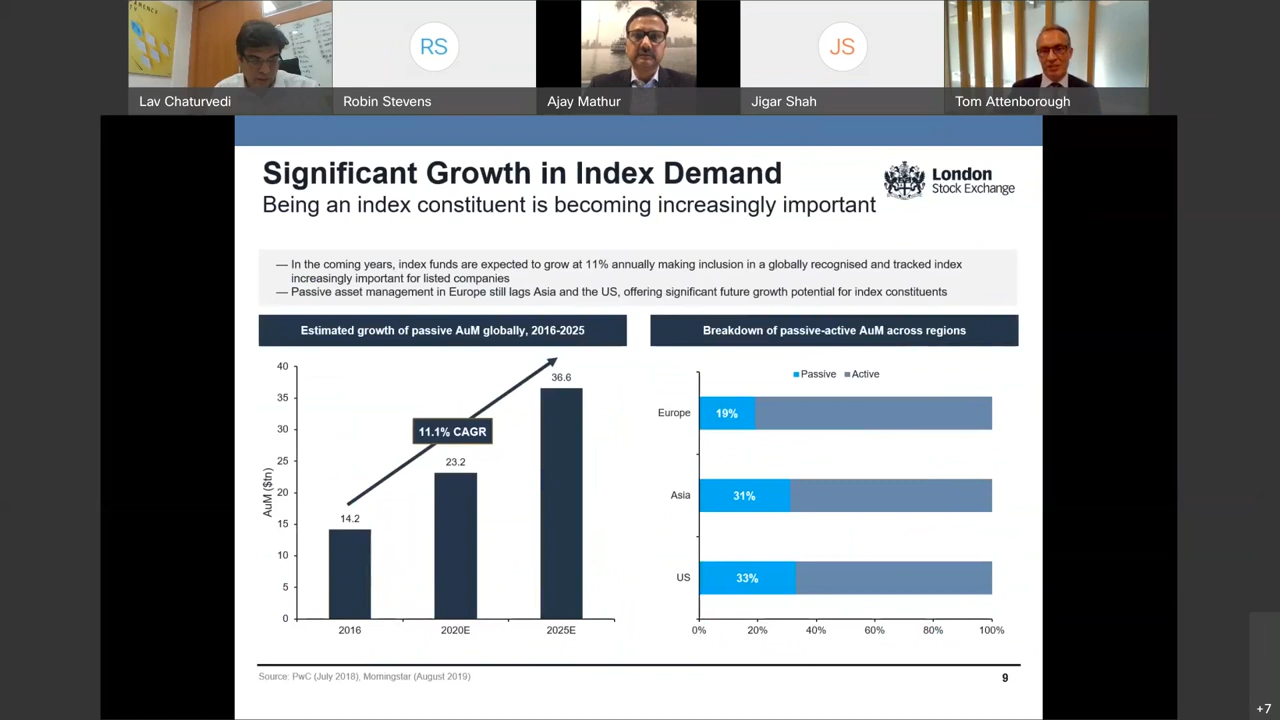 RS
JS
Lav Chaturvedi
Robin Stevens
Ajay Mathur
Jigar Shah
Tom Attenborough
Significant Growth in Index Demand
Being an index constituent is becoming increasingly important
London
Stock Exchange
— In the coming years, index funds are expected to grow at 11% annually making inclusion in a globally recognised and tracked index
increasingly important for listed companies
— Passive asset management in Europe still lags Asia and the US, offering significant future growth potential for index constituents
Estimated growth of passive AuM globally, 2016-2025
AuM ($tn)
40
35
30
25
20
15
10
5
0
14.2
23.2
36.6
11.1% CAGR
2016
2020E
2025E
Breakdown of passive-active AuM across regions
Passive
Active
Europe
19%
Asia
31%
US
33%
0%
20%
40%
60%
80%
100%
Source: PwC (July 2018), Morningstar (August 2019)
9
+7